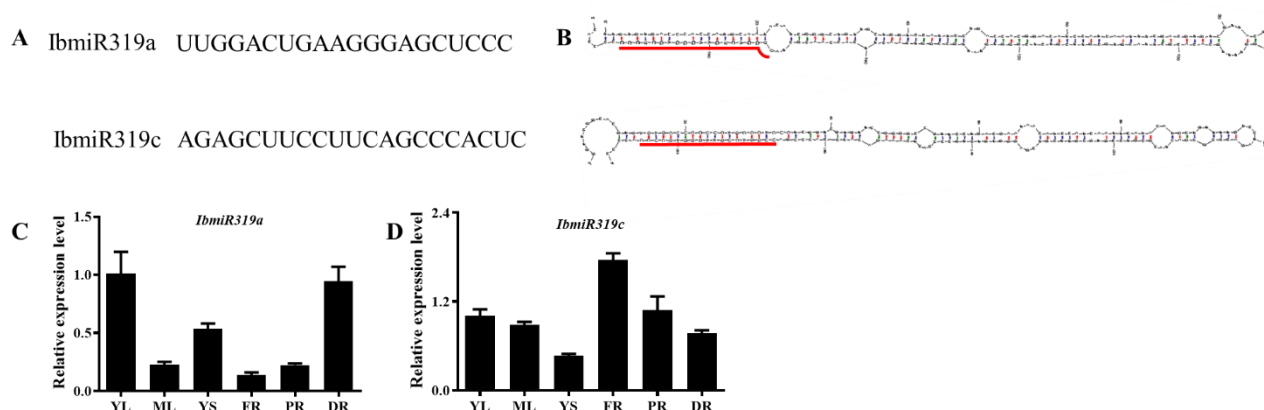 A IbmiR319a UUGGACUGAAGGGAGCUCCC
B
IbmiR319c AGAGCUUCCUUCAGCCCACUC
C
IbmiR319a
Relative expression level
1.5
1.0
0.5
0.0
YL ML YS FR PR DR
D
IbmiR319c
Relative expression level
2.4
1.2
0.0
YL ML YS FR PR DR